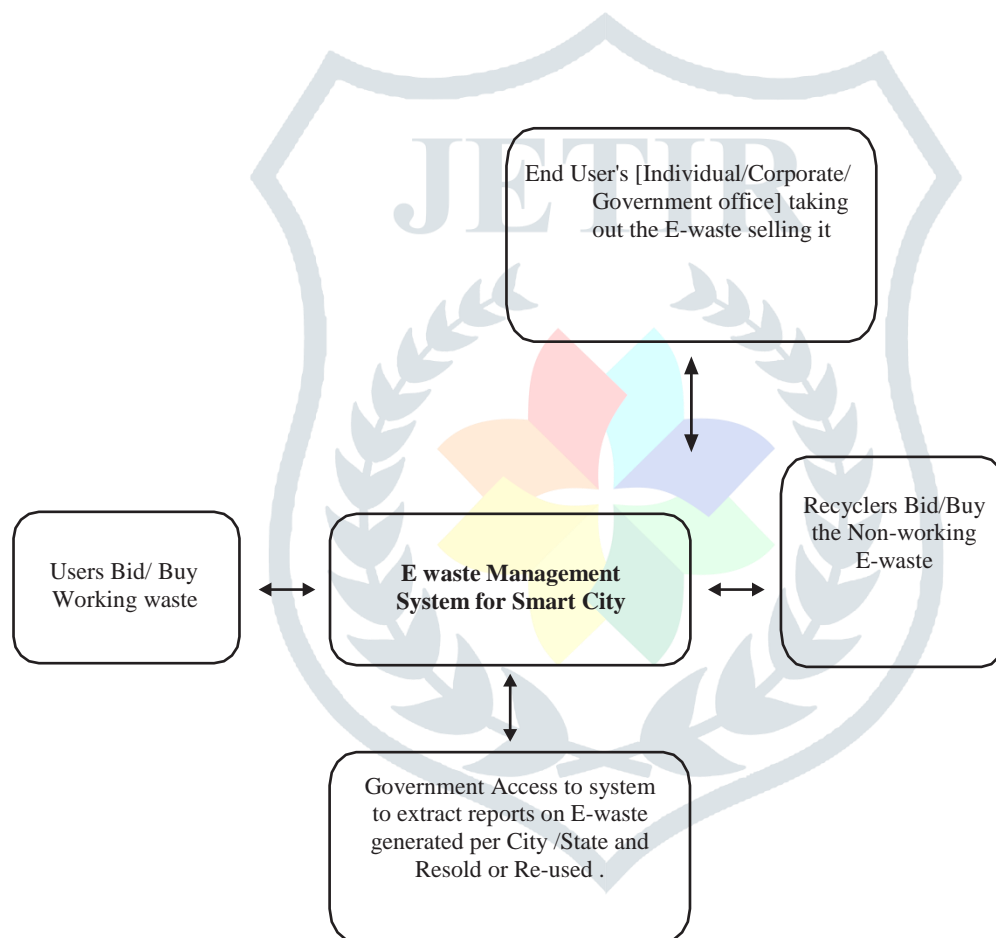 JETIR
End User's [Individual/Corporate/
Government office] taking
out the E-waste selling it
Recyclers Bid/Buy
the Non-working
E-waste
Users Bid/ Buy
Working waste
E waste Management
System for Smart City
Government Access to system
to extract reports on E-waste
generated per City /State and
Resold or Re-used .